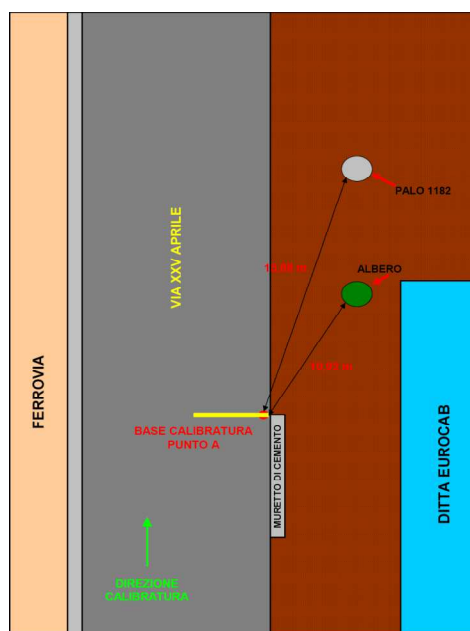 PALO 1182
VIA XXV APRILE
ALBERO
FERROVIA
BASE CALIBRATURA
PUNTO A
MURETTO DI CEMENTO
DITTA EUROCAB
DIREZIONE
CALIBRATURA